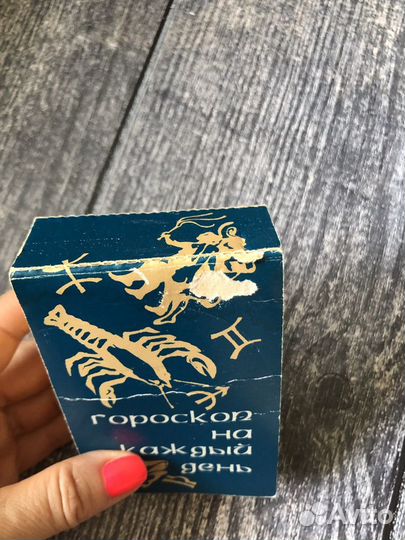 гороскоп
на
каждый
день
Avito